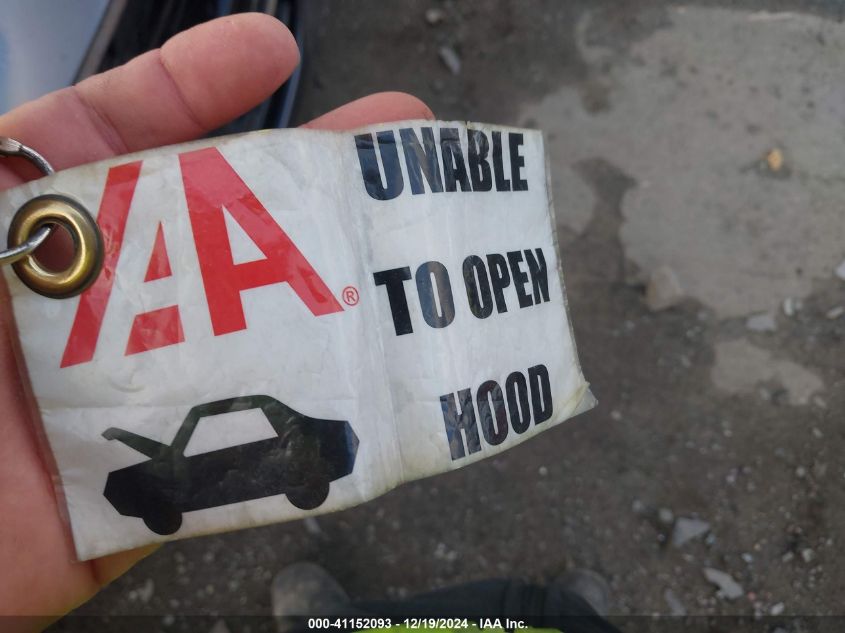 IAA®
UNABLE
TO OPEN
HOOD
000-41152093 - 12/19/2024 - IAA Inc.